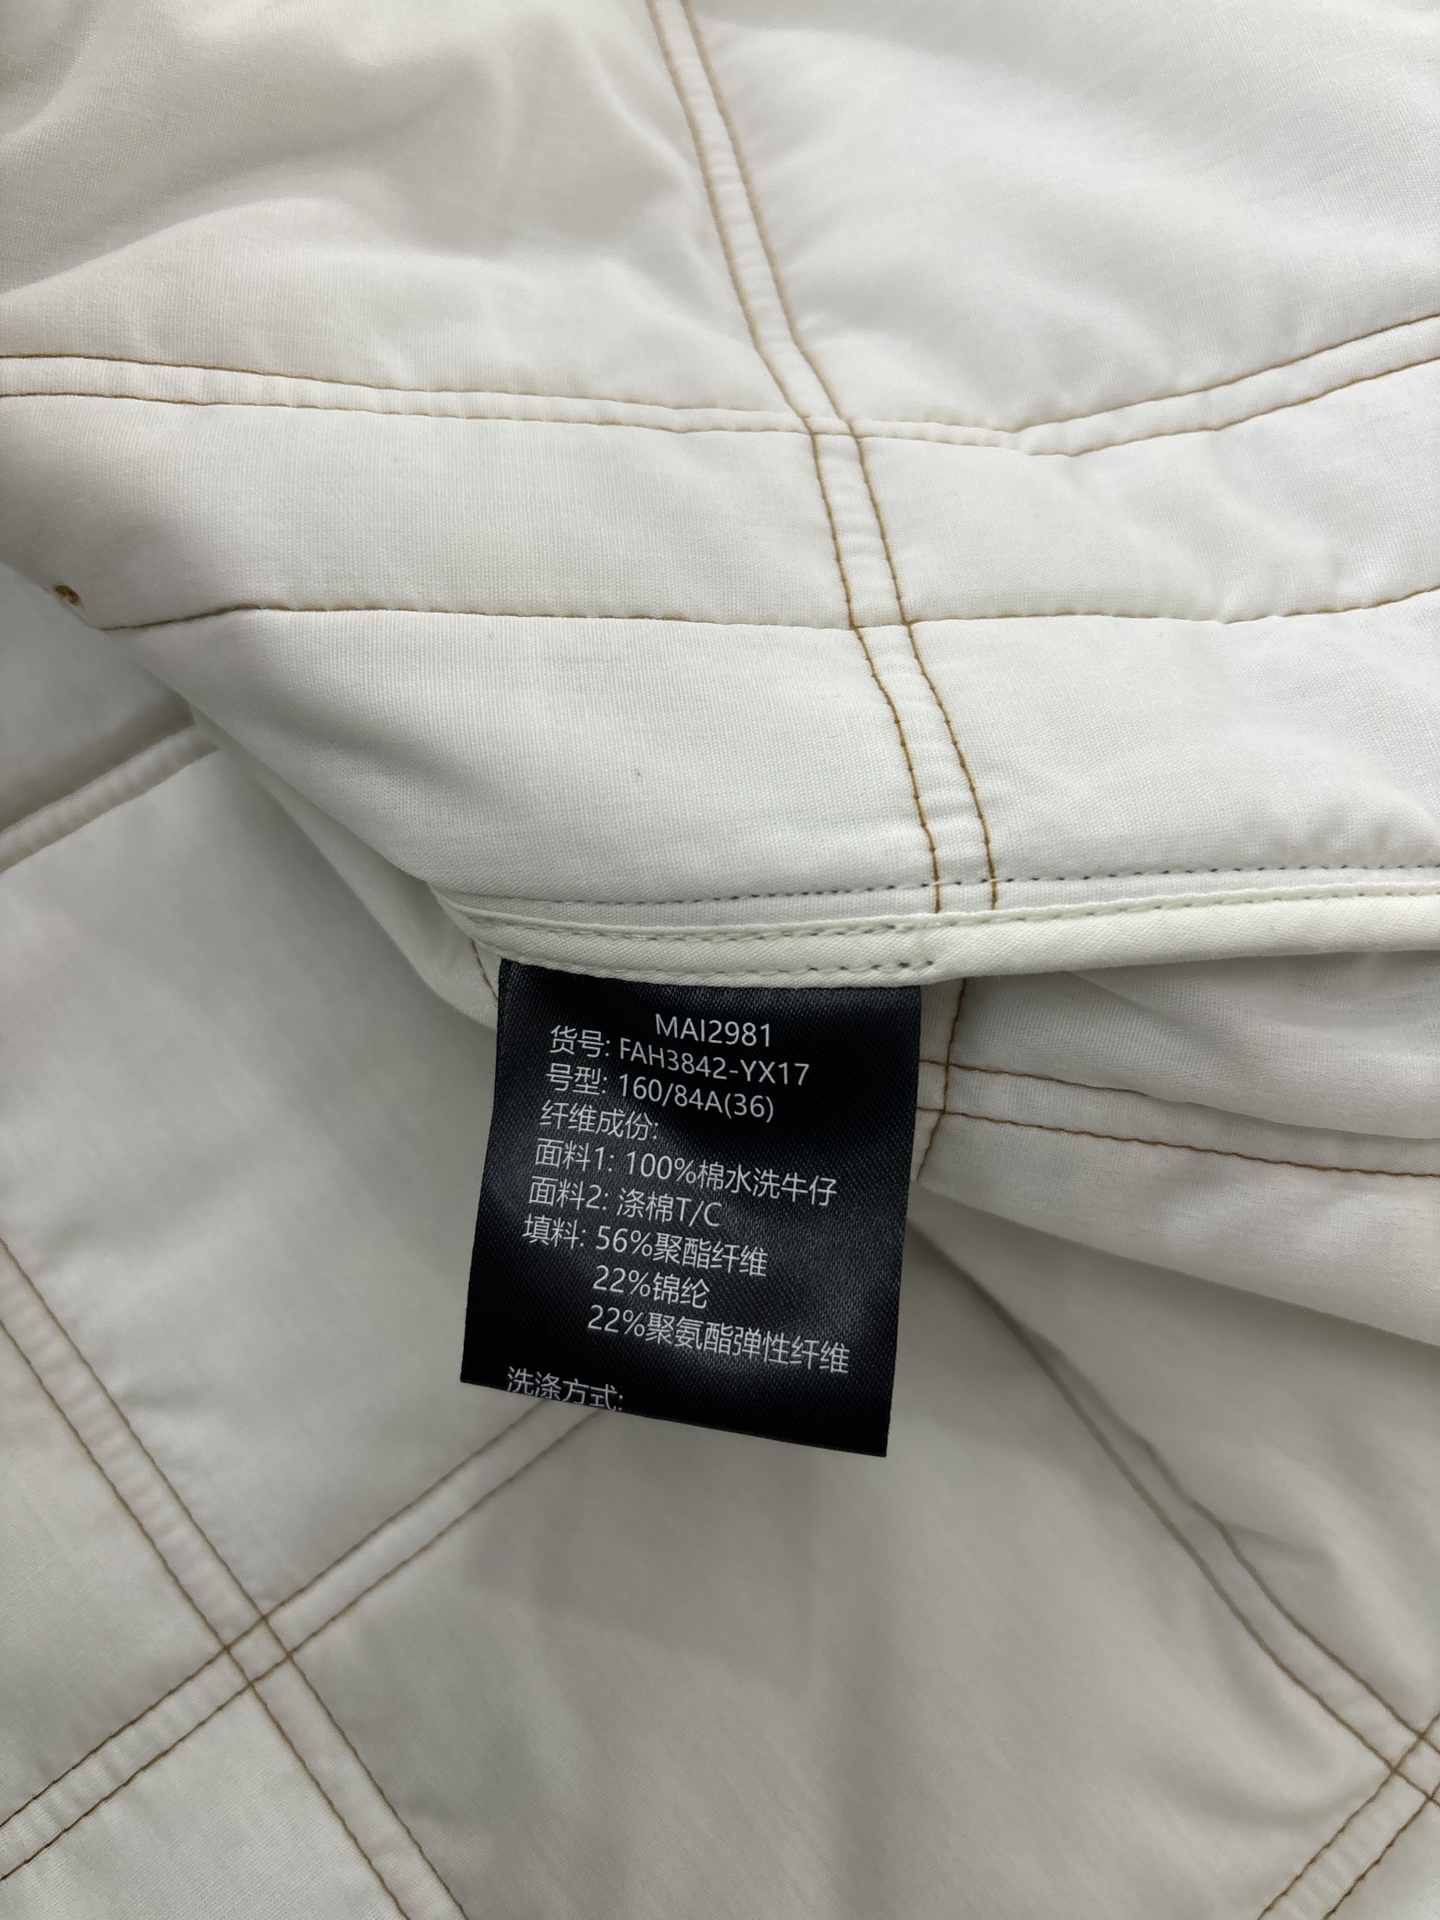 MAI2981
货号: FAH3842-YX17
号型: 160/84A(36)
纤维成份:
面料1: 100%棉水洗牛仔
面料2: 涤棉T/C
填料: 56%聚酯纤维
22%锦纶
22%聚氨酯弹性纤维
洗涤方式: